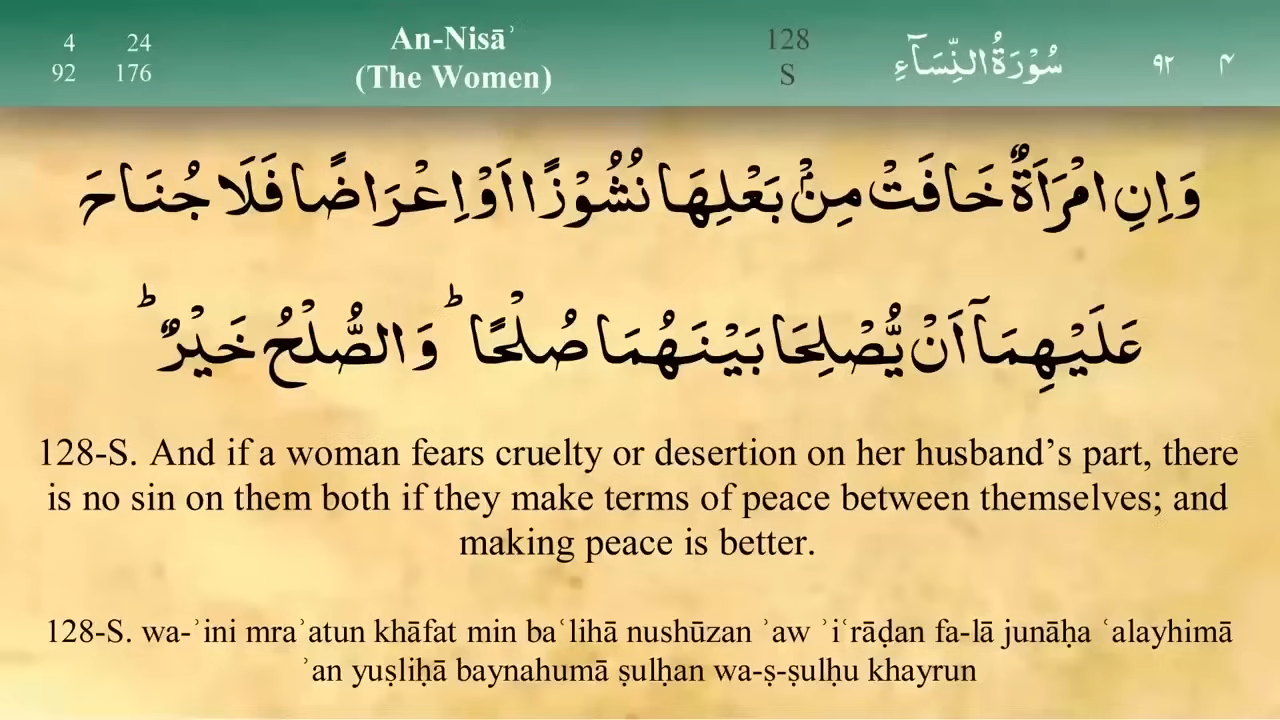 4 24 An-Nisāʾ 128 سُوْرَةُ النِّسَآءِ ٩٢ ٤
92 176 (The Women) S
وَاِنِ امْرَاَةٌ خَافَتْ مِنْۢ بَعْلِهَا نُشُوْزًا اَوْ اِعْرَاضًا فَلَا جُنَاحَ
عَلَيْهِمَآ اَنْ يُّصْلِحَا بَيْنَهُمَا صُلْحًا ؕ وَالصُّلْحُ خَيْرٌ ؕ
128-S. And if a woman fears cruelty or desertion on her husband’s part, there
is no sin on them both if they make terms of peace between themselves; and
making peace is better.
128-S. wa-ʾini mraʾatun khāfat min baʿlihā nushūzan ʾaw ʾiʿrāḍan fa-lā junāḥa ʿalayhimā
ʾan yuṣliḥā baynahumā ṣulḥan wa-ṣ-ṣulḥu khayrun